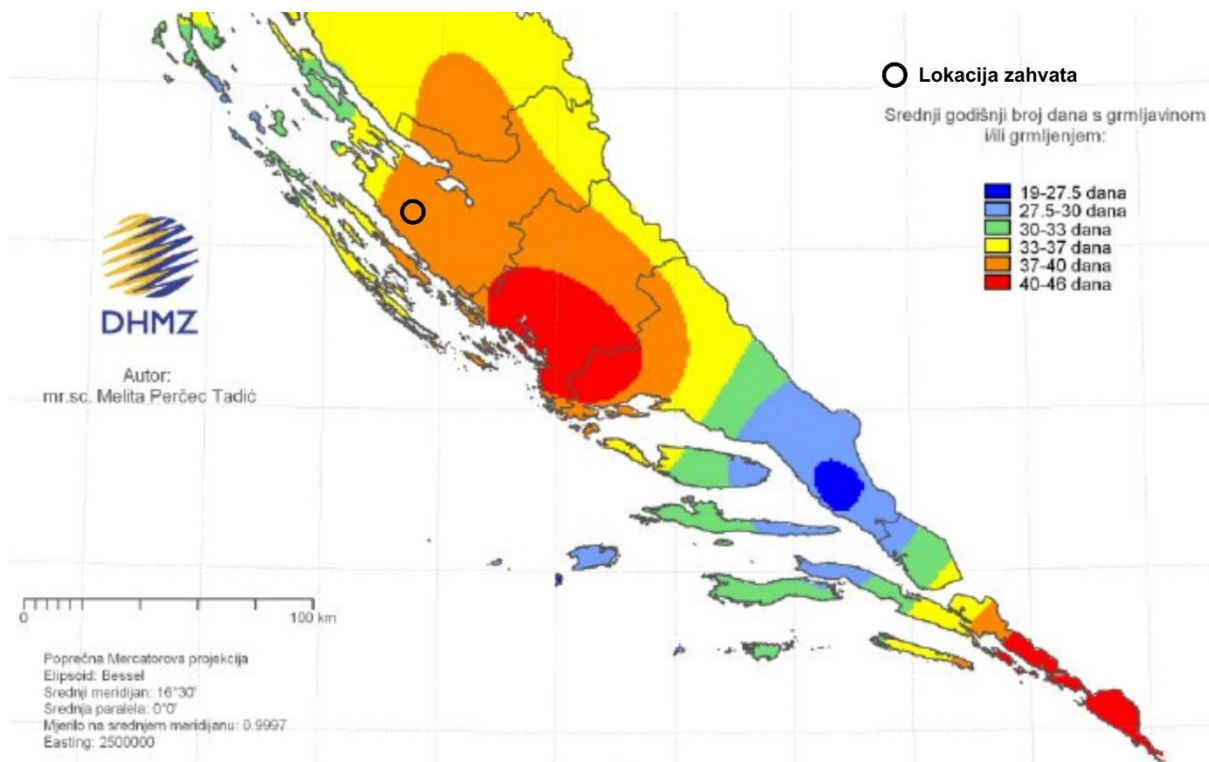 Lokacija zahvata
Srednji godišnji broj dana s grmljavinom
i/ili grmljenjem:
19-27.5 dana
27.5-30 dana
30-33 dana
33-37 dana
37-40 dana
40-46 dana
DHMZ
Autor:
mr.sc. Melita Perčec Tadić
0
100 km
Poprečna Mercatorova projekcija
Elipsoid: Bessel
Srednji meridijan: 16°30'
Srednja paralela: 0°0'
Mjerilo na srednjem meridijanu: 0.9997
Easting: 2500000